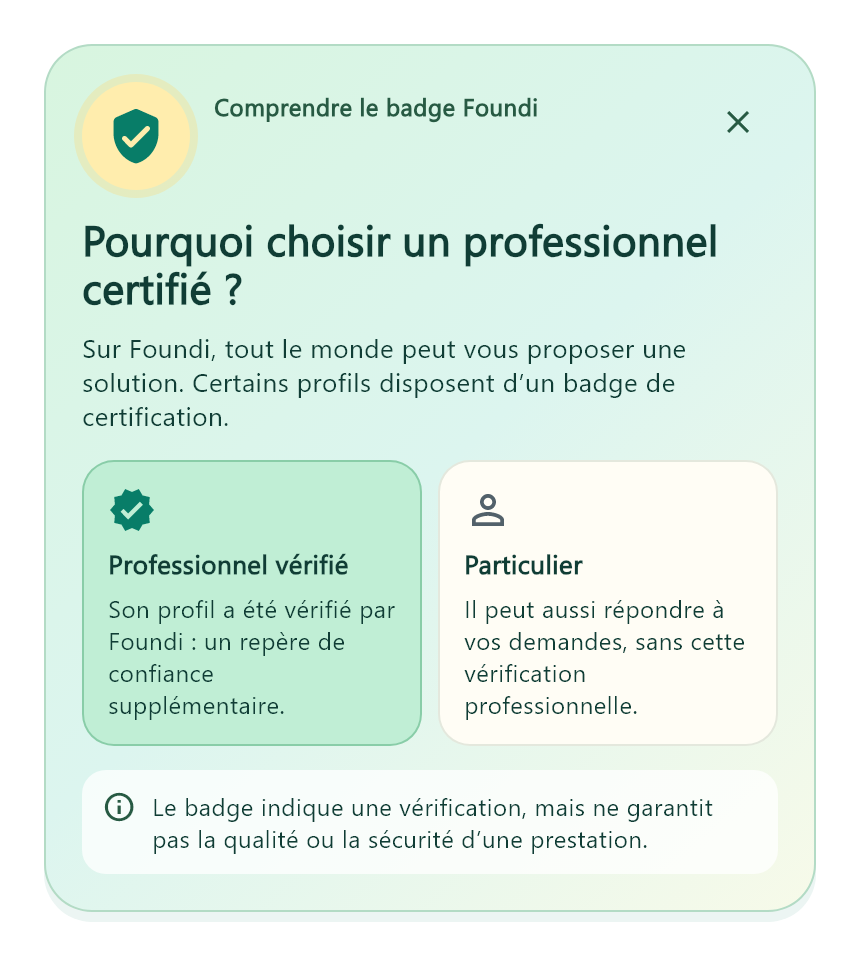 Comprendre le badge Foundi
Pourquoi choisir un professionnel
certifié ?
Sur Foundi, tout le monde peut vous proposer une
solution. Certains profils disposent d’un badge de
certification.
Professionnel vérifié
Son profil a été vérifié par
Foundi : un repère de
confiance
supplémentaire.
Particulier
Il peut aussi répondre à
vos demandes, sans cette
vérification
professionnelle.
Le badge indique une vérification, mais ne garantit
pas la qualité ou la sécurité d’une prestation.